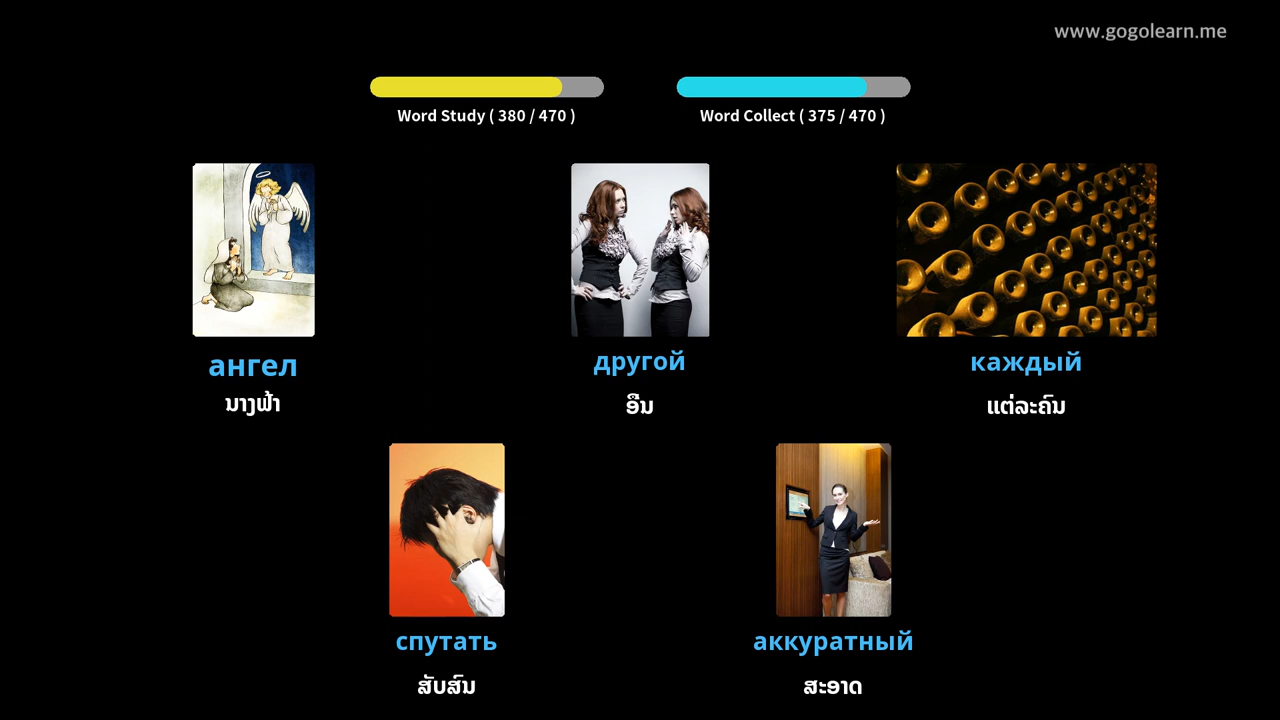 www.gogolearn.me
Word Study ( 380 / 470 )
Word Collect ( 375 / 470 )
ангел
ນາງຟ້າ
другой
ອືນ
каждый
ແຕ່ລະຄົນ
спутать
ສັບສົນ
аккуратный
ສະອາດ